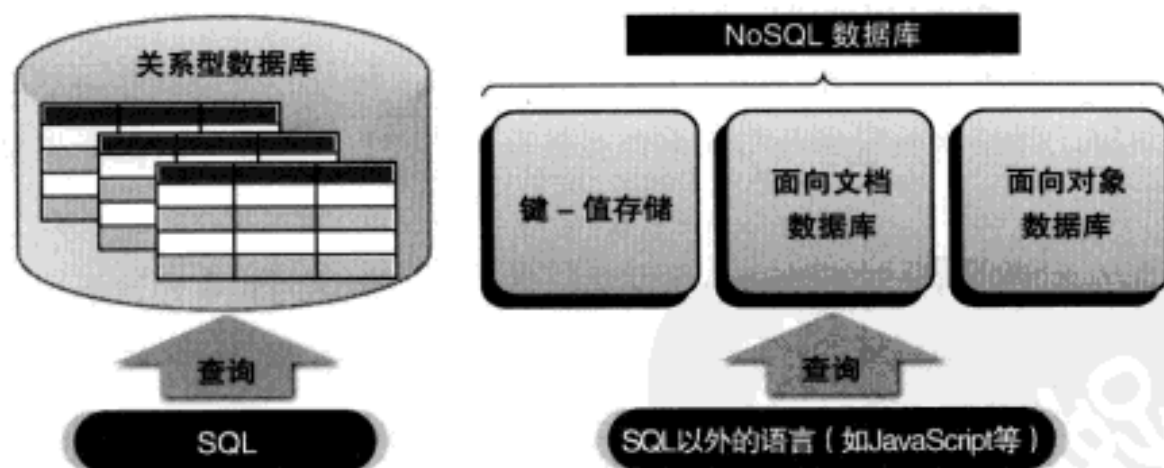 关系型数据库
查询
SQL
NoSQL 数据库
键 – 值存储
面向文档
数据库
面向对象
数据库
查询
SQL以外的语言（如JavaScript等）